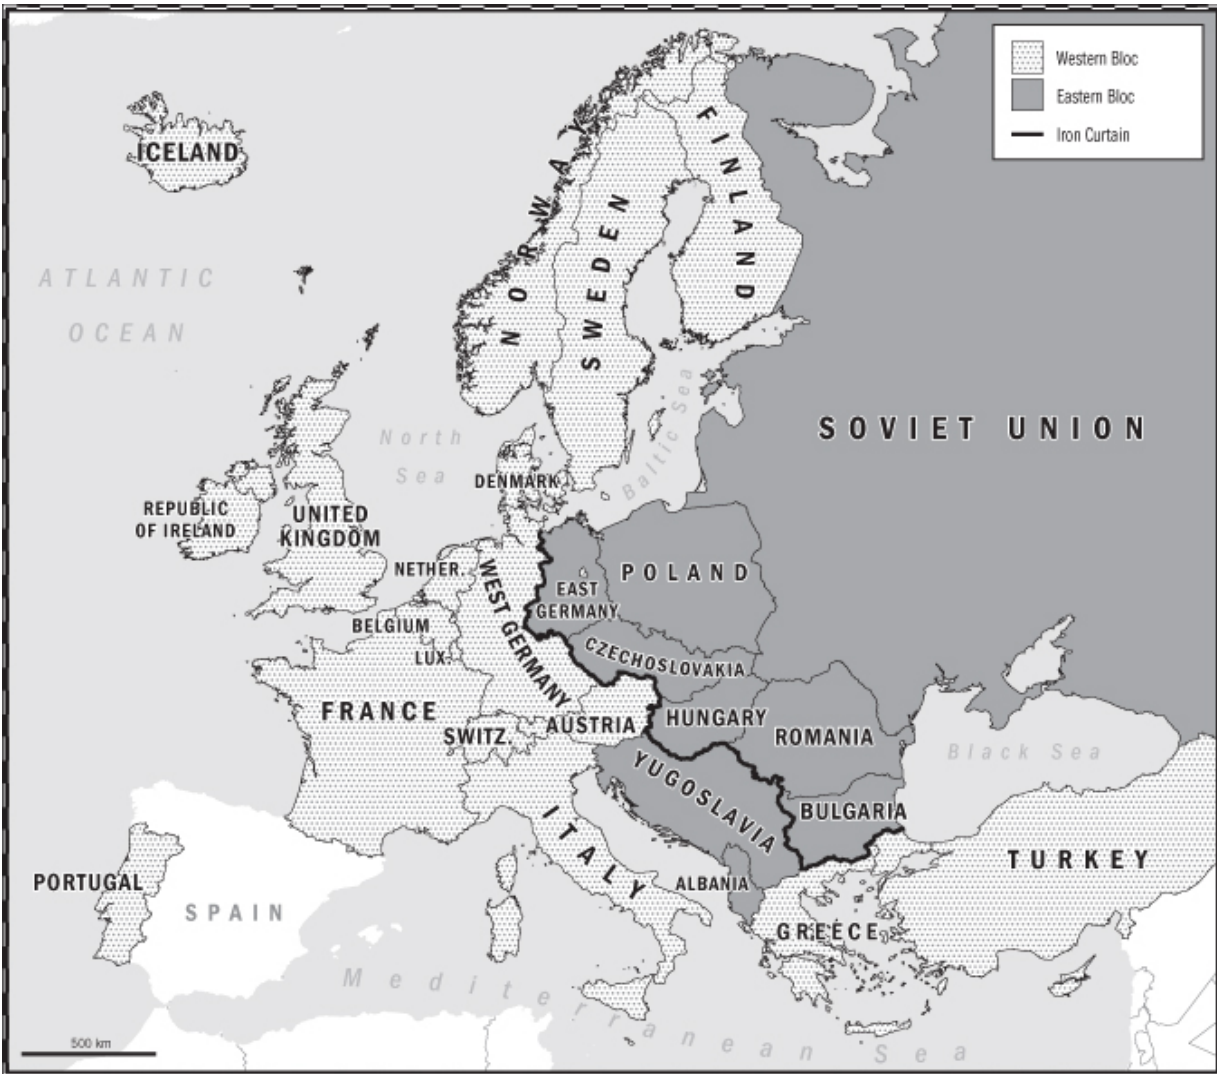 Western Bloc
Eastern Bloc
Iron Curtain
ICELAND
FINLAND
NORWAY
SWEDEN
ATLANTIC
OCEAN
SOVIET UNION
North
Sea
Baltic Sea
DENMARK
REPUBLIC
OF IRELAND
UNITED
KINGDOM
NETHER.
WEST GERMANY
EAST
GERMANY
POLAND
BELGIUM
LUX.
CZECHOSLOVAKIA
FRANCE
SWITZ.
AUSTRIA
HUNGARY
ROMANIA
Black Sea
YUGOSLAVIA
BULGARIA
ITALY
TURKEY
PORTUGAL
SPAIN
ALBANIA
GREECE
Mediterranean Sea
500 km